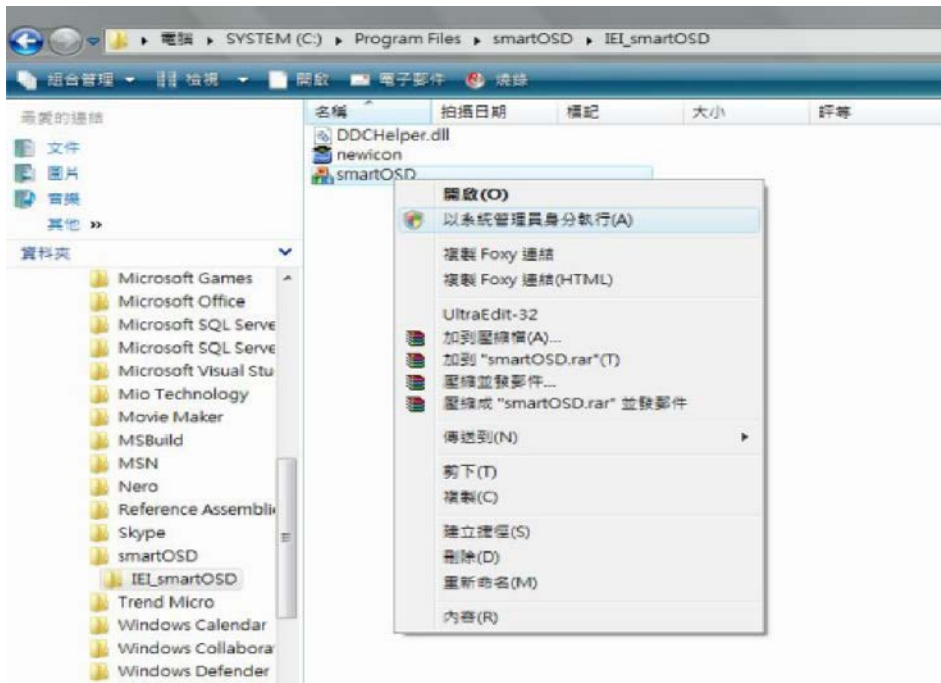 電腦 ▸ SYSTEM (C:) ▸ Program Files ▸ smartOSD ▸ IEI_smartOSD
組合管理 檢視 開啟 電子郵件 燒錄
最愛的連結
文件
圖片
音樂
其他 »
資料夾
Microsoft Games
Microsoft Office
Microsoft SQL Serve
Microsoft SQL Serve
Microsoft Visual Stu
Mio Technology
Movie Maker
MSBuild
MSN
Nero
Reference Assemblie
Skype
smartOSD
IEI_smartOSD
Trend Micro
Windows Calendar
Windows Collabora
Windows Defender
名稱 拍攝日期 標記 大小 評等
DDCHelper.dll
newicon
smartOSD
開啟(O)
以系統管理員身分執行(A)
複製 Foxy 連結
複製 Foxy 連結(HTML)
UltraEdit-32
加到壓縮檔(A)...
加到 "smartOSD.rar"(T)
壓縮並發郵件...
壓縮成 "smartOSD.rar" 並發郵件
傳送到(N)
剪下(T)
複製(C)
建立捷徑(S)
刪除(D)
重新命名(M)
內容(R)